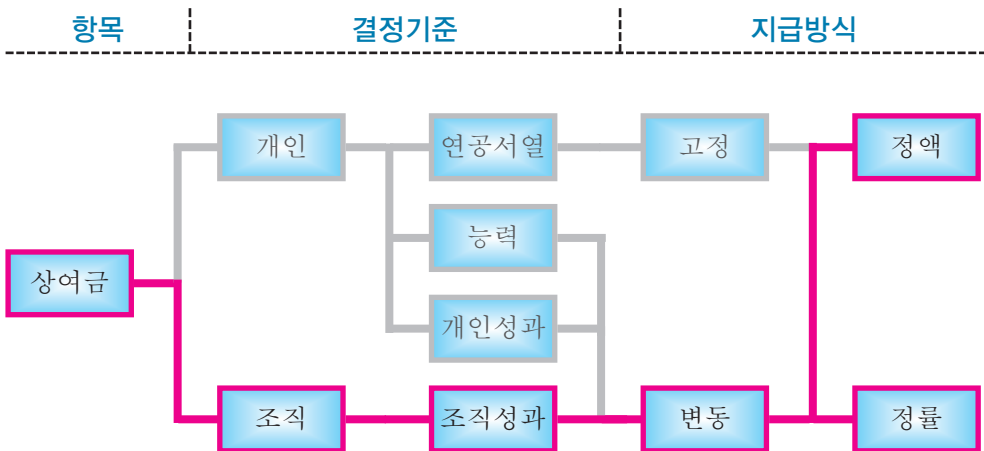 항목 결정기준 지급방식
개인 연공서열 고정 정액
능력
상여금
개인성과
조직 조직성과 변동 정률